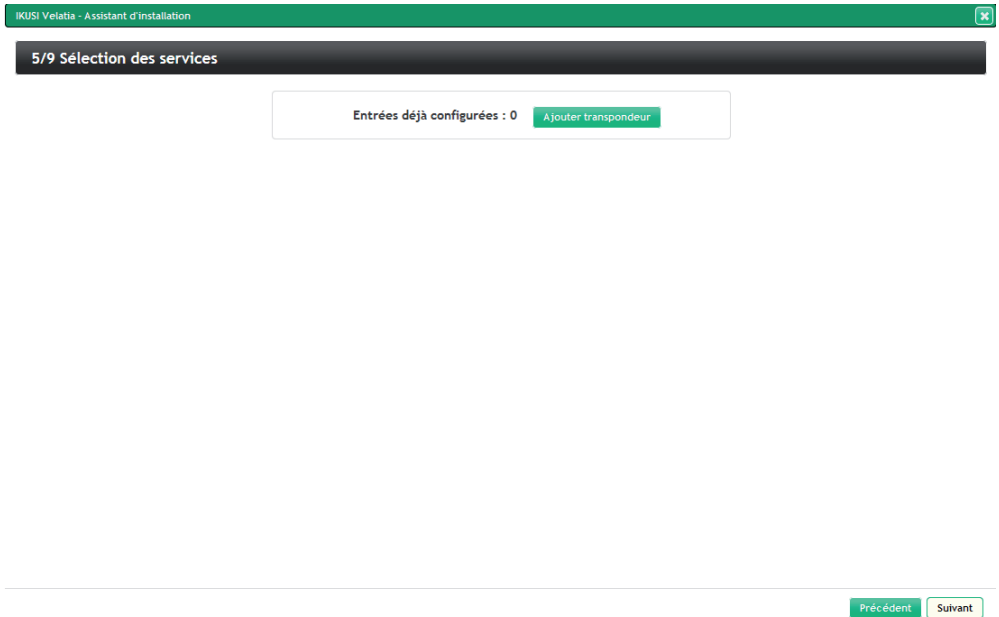 IKUSI Velatia - Assistant d'installation
5/9 Sélection des services
Entrées déjà configurées : 0 Ajouter transpondeur
Précédent Suivant